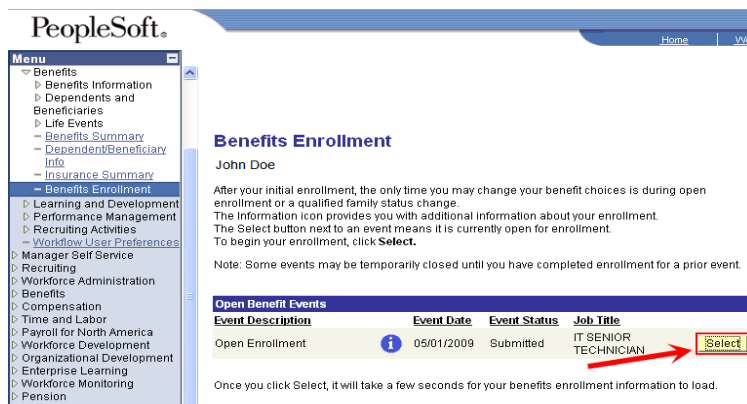 PeopleSoft.
Home
Menu
Benefits
Benefits Information
Dependents and
Beneficiaries
Life Events
Benefits Summary
Dependent/Beneficiary
Info
Insurance Summary
Benefits Enrollment
Learning and Development
Performance Management
Recruiting Activities
Workflow User Preferences
Manager Self Service
Recruiting
Workforce Administration
Benefits
Compensation
Time and Labor
Payroll for North America
Workforce Development
Organizational Development
Enterprise Learning
Workforce Monitoring
Pension
Benefits Enrollment
John Doe
After your initial enrollment, the only time you may change your benefit choices is during open
enrollment or a qualified family status change.
The Information icon provides you with additional information about your enrollment.
The Select button next to an event means it is currently open for enrollment.
To begin your enrollment, click Select.
Note: Some events may be temporarily closed until you have completed enrollment for a prior event.
Open Benefit Events
Event Description Event Date Event Status Job Title
Open Enrollment i 05/01/2009 Submitted IT SENIOR
TECHNICIAN Select
Once you click Select, it will take a few seconds for your benefits enrollment information to load.